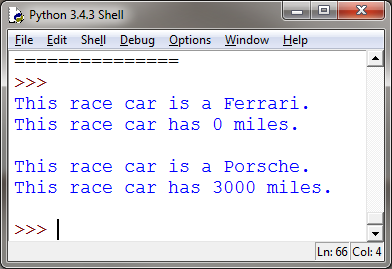 Python 3.4.3 Shell
File Edit Shell Debug Options Window Help
===============
>>>
This race car is a Ferrari.
This race car has 0 miles.
This race car is a Porsche.
This race car has 3000 miles.
>>>
Ln: 66 Col: 4